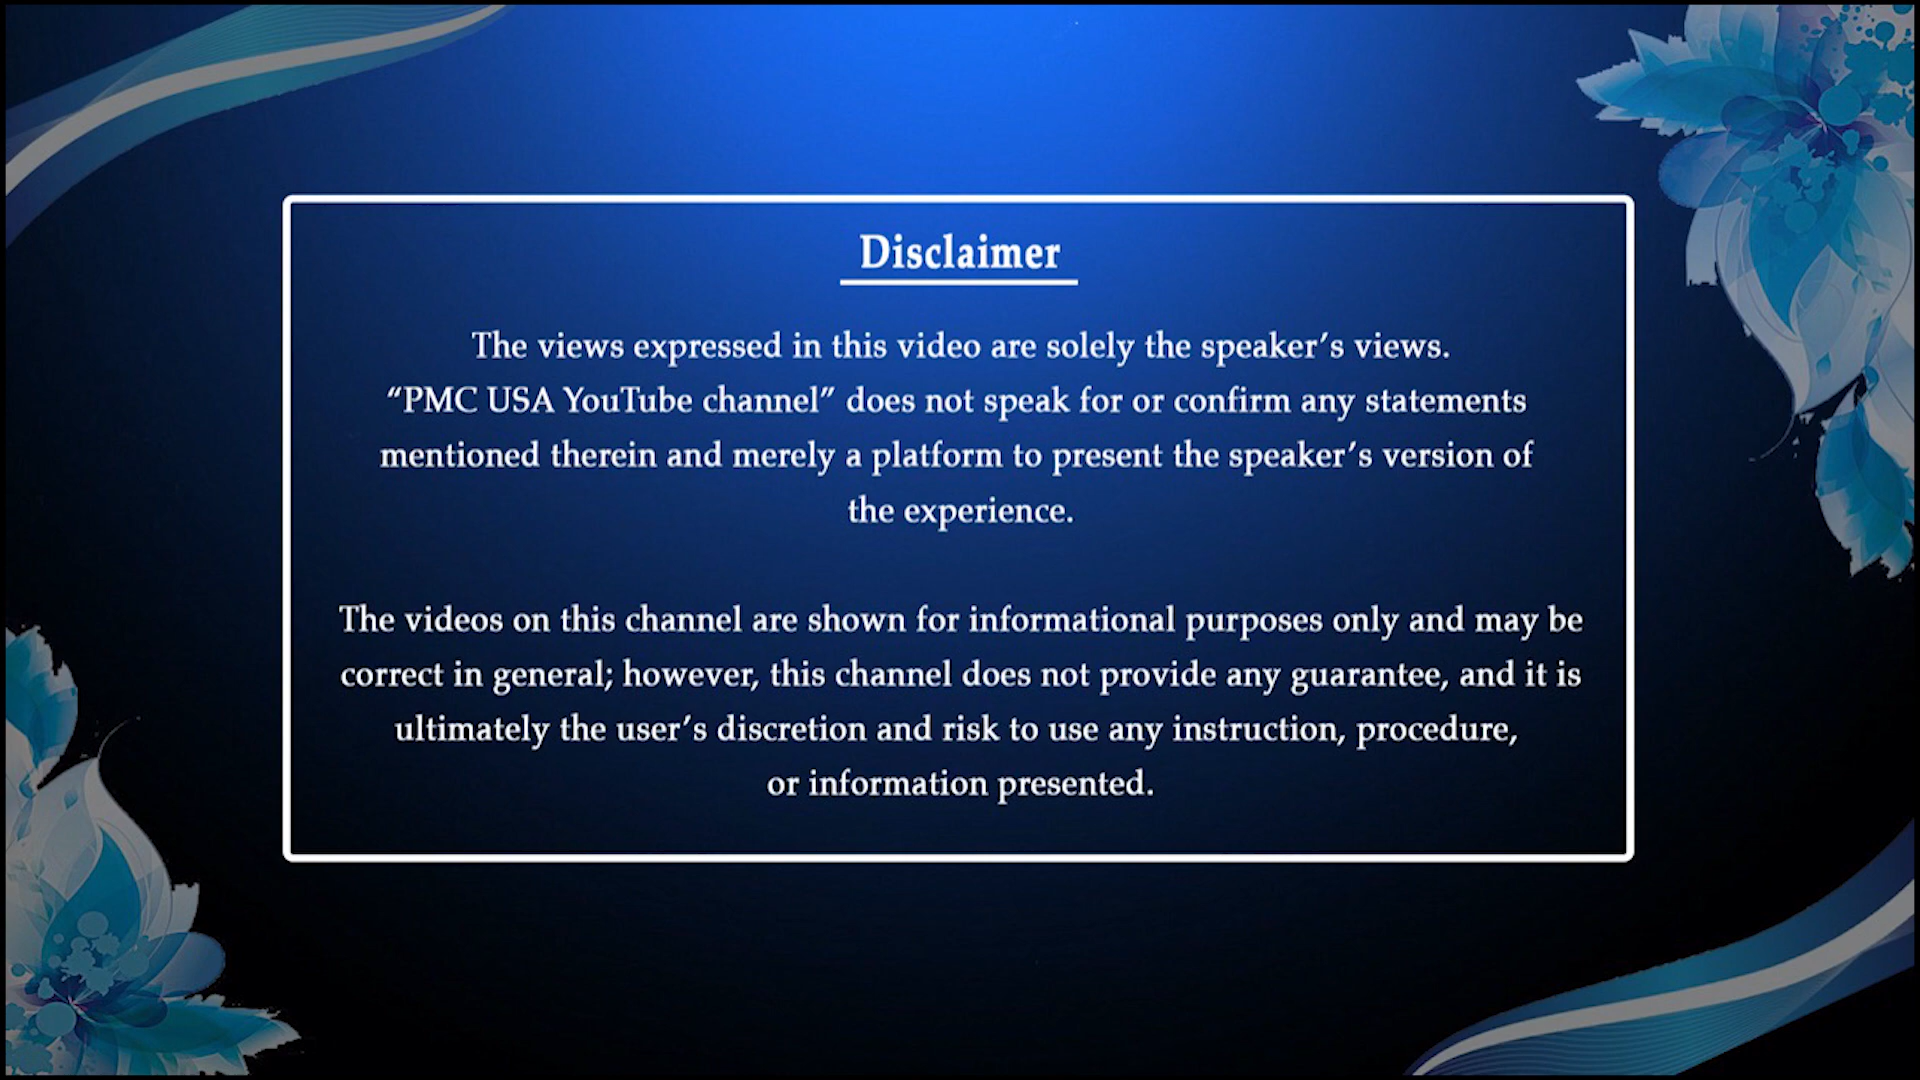 Disclaimer
The views expressed in this video are solely the speaker’s views.
“PMC USA YouTube channel” does not speak for or confirm any statements
mentioned therein and merely a platform to present the speaker’s version of
the experience.
The videos on this channel are shown for informational purposes only and may be
correct in general; however, this channel does not provide any guarantee, and it is
ultimately the user’s discretion and risk to use any instruction, procedure,
or information presented.